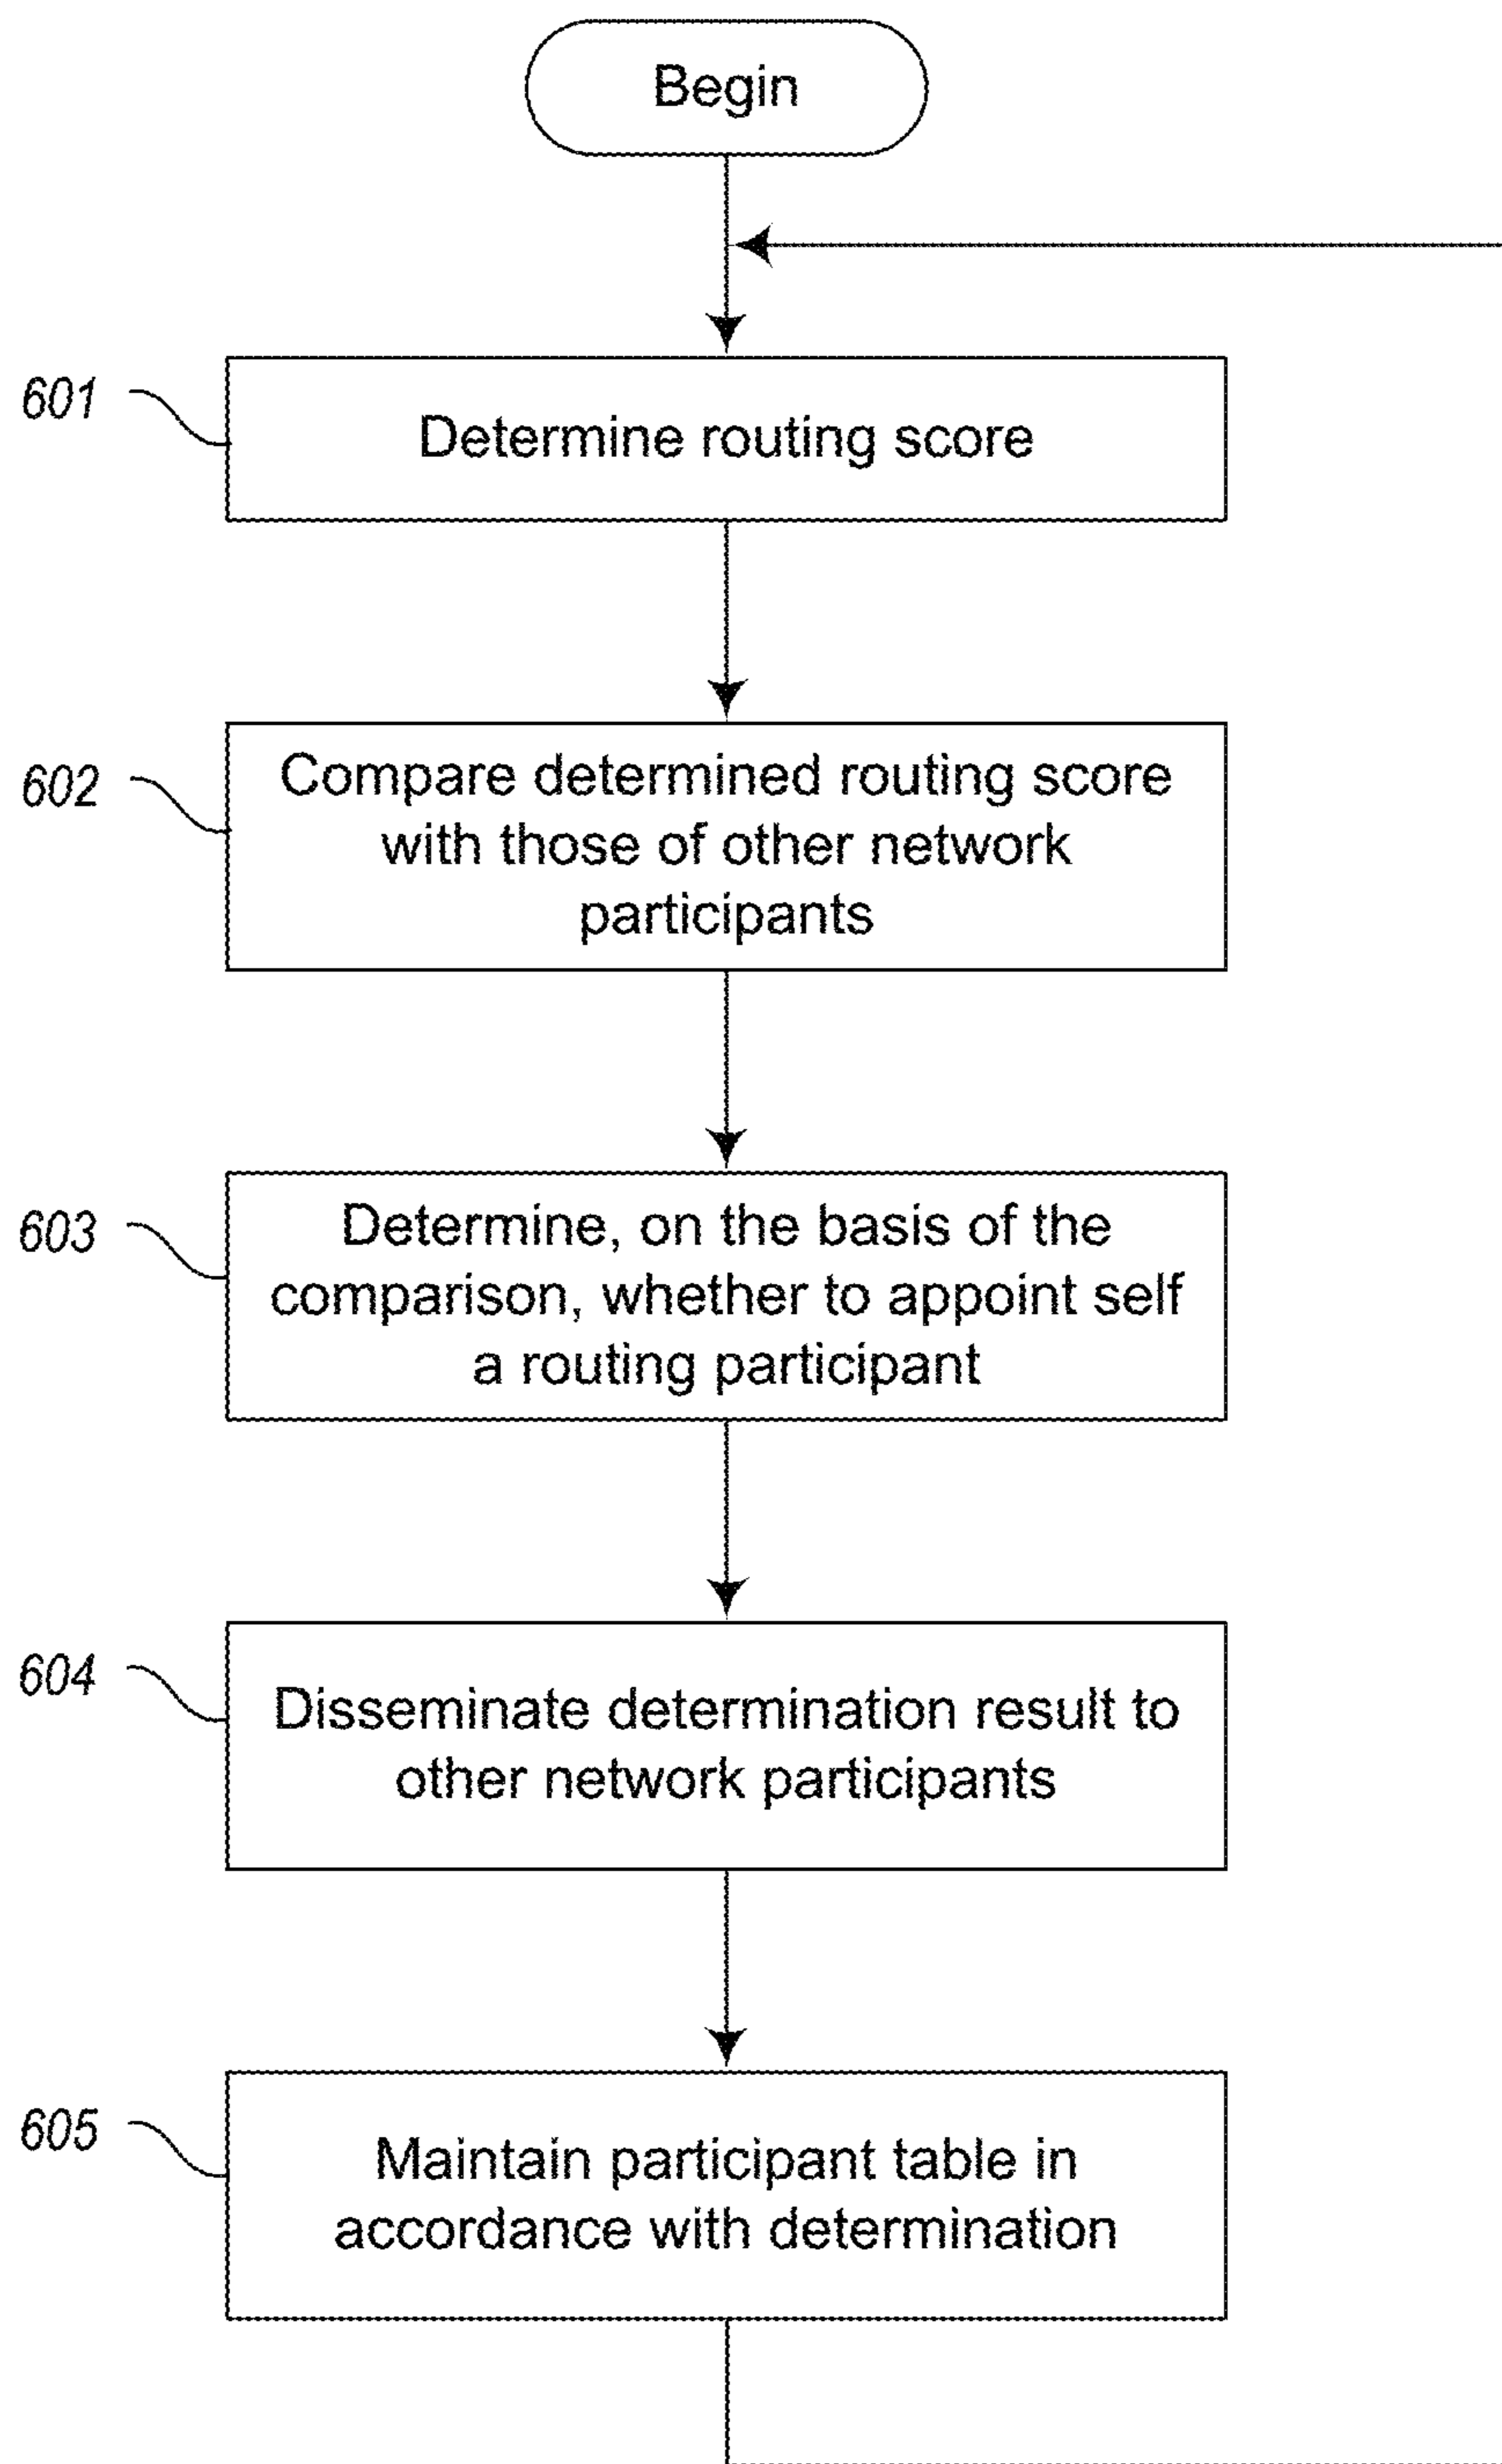 Begin
601
Determine routing score
602
Compare determined routing score
with those of other network
participants
603
Determine, on the basis of the
comparison, whether to appoint self
a routing participant
604
Disseminate determination result to
other network participants
605
Maintain participant table in
accordance with determination